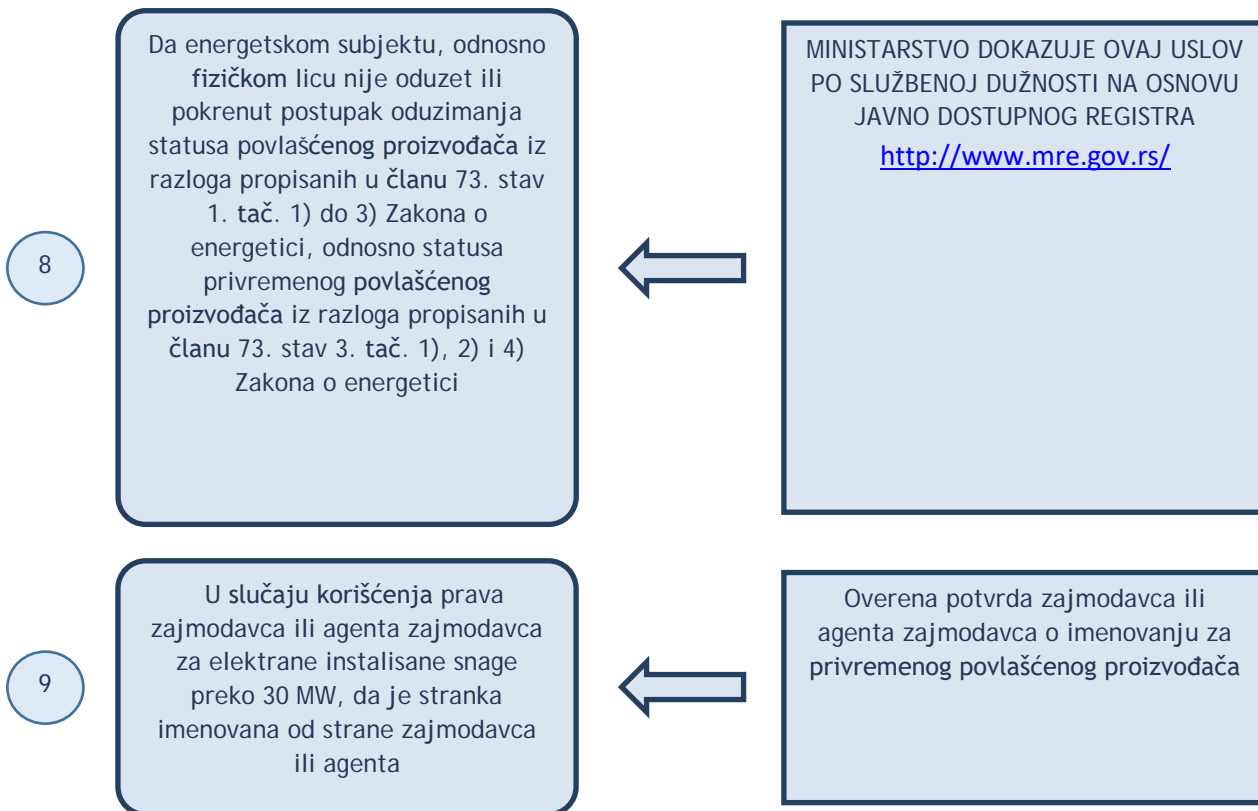 8
Da energetskom subjektu, odnosno
fizičkom licu nije oduzet ili
pokrenut postupak oduzimanja
statusa povlašćenog proizvođača iz
razloga propisanih u članu 73. stav
1. tač. 1) do 3) Zakona o
energetici, odnosno statusa
privremenog povlašćenog
proizvođača iz razloga propisanih u
članu 73. stav 3. tač. 1), 2) i 4)
Zakona o energetici
MINISTARSTVO DOKAZUJE OVAJ USLOV
PO SLUŽBENOJ DUŽNOSTI NA OSNOVU
JAVNO DOSTUPNOG REGISTRA
http://www.mre.gov.rs/
9
U slučaju korišćenja prava
zajmodavca ili agenta zajmodavca
za elektrane instalisane snage
preko 30 MW, da je stranka
imenovana od strane zajmodavca
ili agenta
Overena potvrda zajmodavca ili
agenta zajmodavca o imenovanju za
privremenog povlašćenog proizvođača